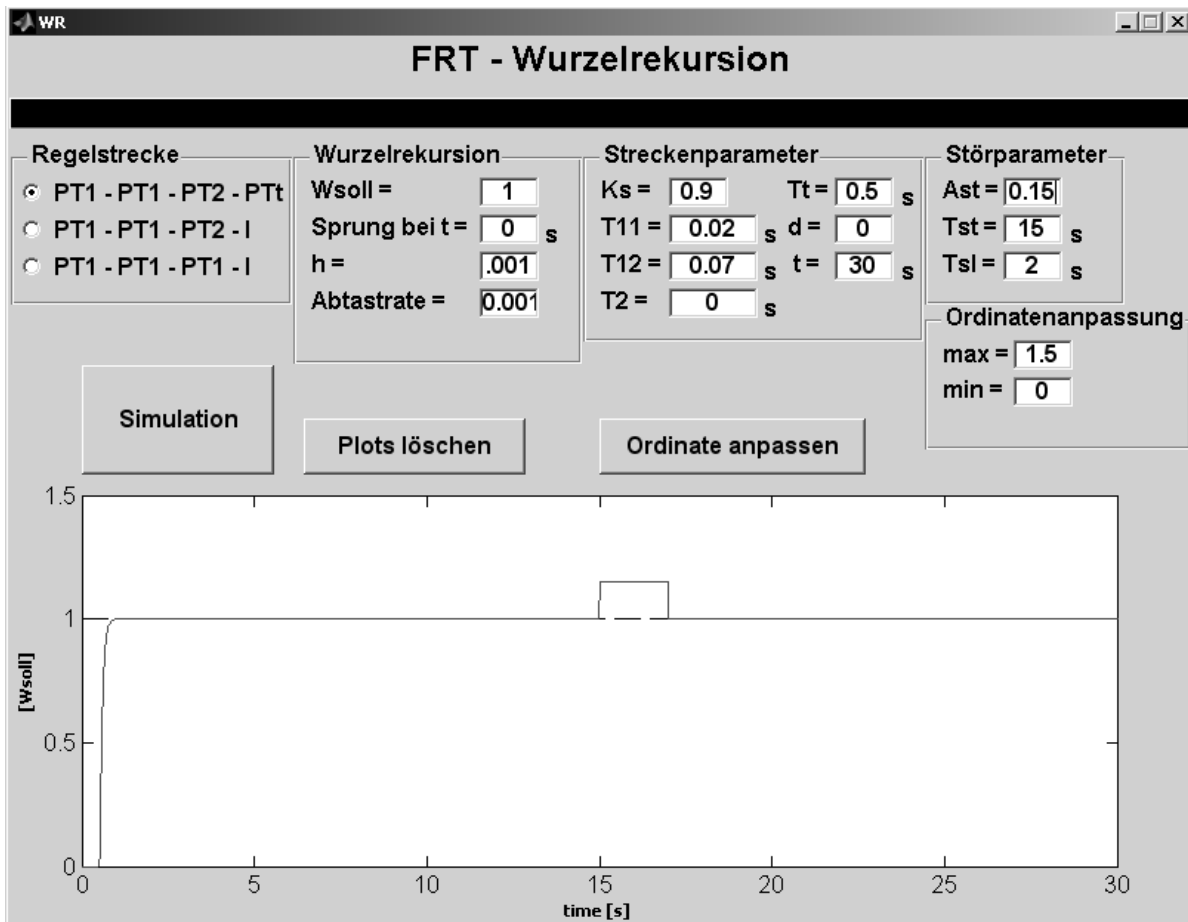 WR
FRT - Wurzelrekursion
Regelstrecke
PT1 - PT1 - PT2 - PTt
PT1 - PT1 - PT2 - I
PT1 - PT1 - PT1 - I
Wurzelrekursion
Wsoll = 1
Sprung bei t = 0 s
h = .001
Abtastrate = 0.001
Streckenparameter
Ks = 0.9 Tt = 0.5 s
T11 = 0.02 s d = 0
T12 = 0.07 s t = 30 s
T2 = 0 s
Störparameter
Ast = 0.15
Tst = 15 s
Tsl = 2 s
Ordinatenanpassung
max = 1.5
min = 0
Simulation
Plots löschen
Ordinate anpassen
1.5
1
0.5
0
[Wsoll]
0 5 10 15 20 25 30
time [s]